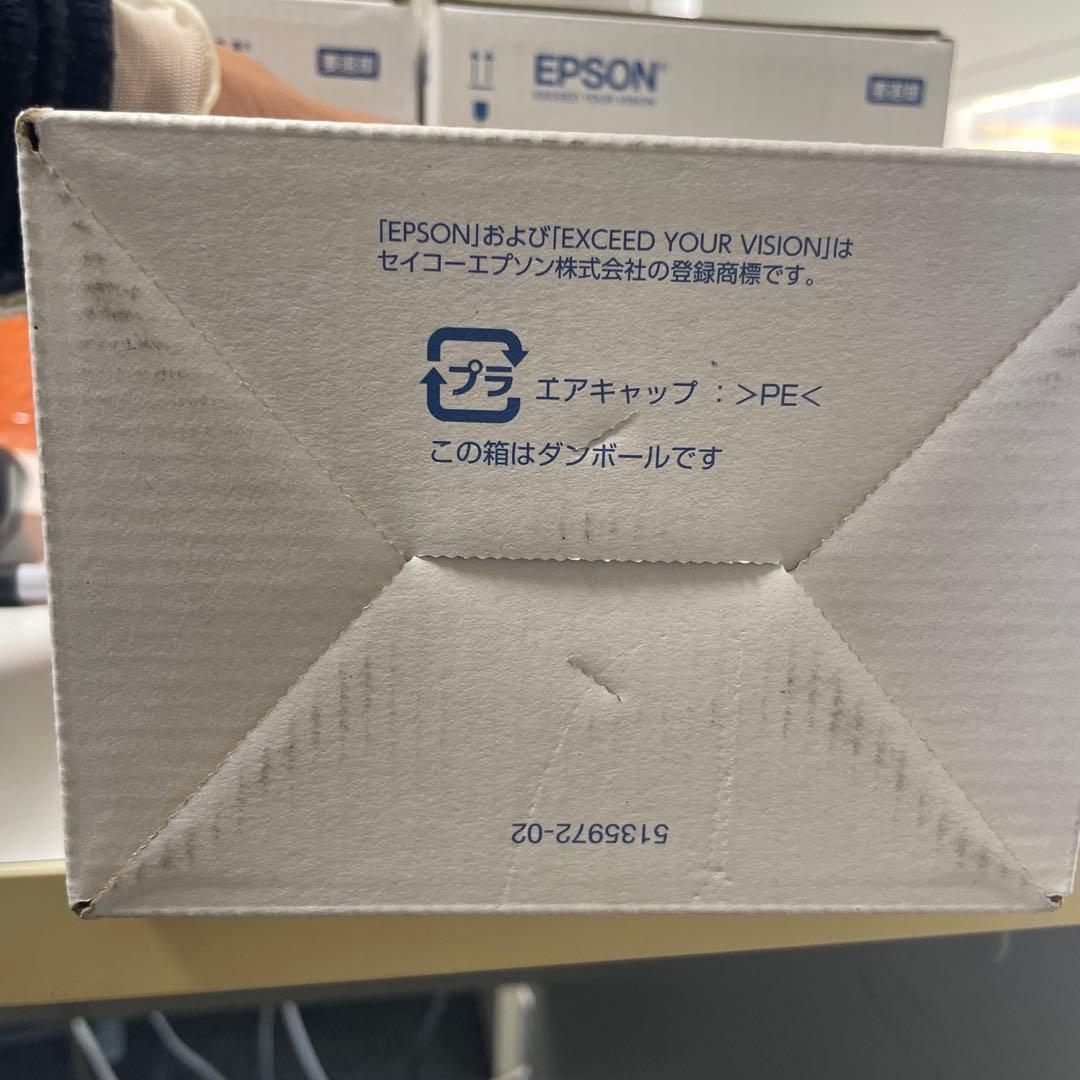 EPSON
EXCEED YOUR VISION
「EPSON」および「EXCEED YOUR VISION」は
セイコーエプソン株式会社の登録商標です。
プラ エアキャップ : >PE<
この箱はダンボールです
5135972-02